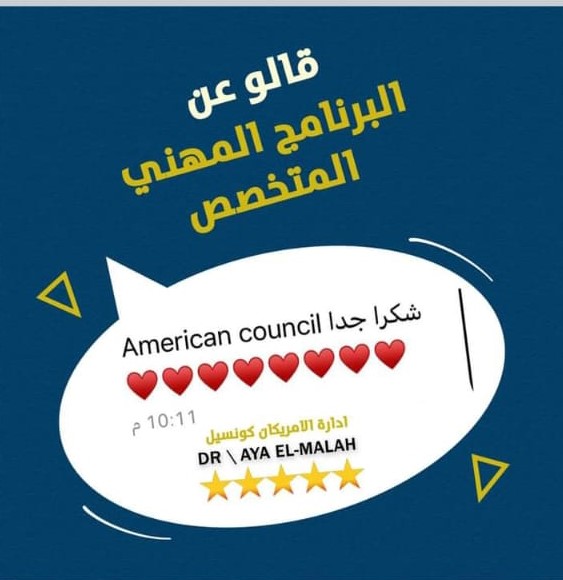 قالو عن
البرنامج المهني
المتخصص
شكرا جدا American council
❤️❤️❤️❤️❤️❤️❤️❤️
10:11 م
ادارة الامريكان كونسيل
DR \ AYA EL-MALAH